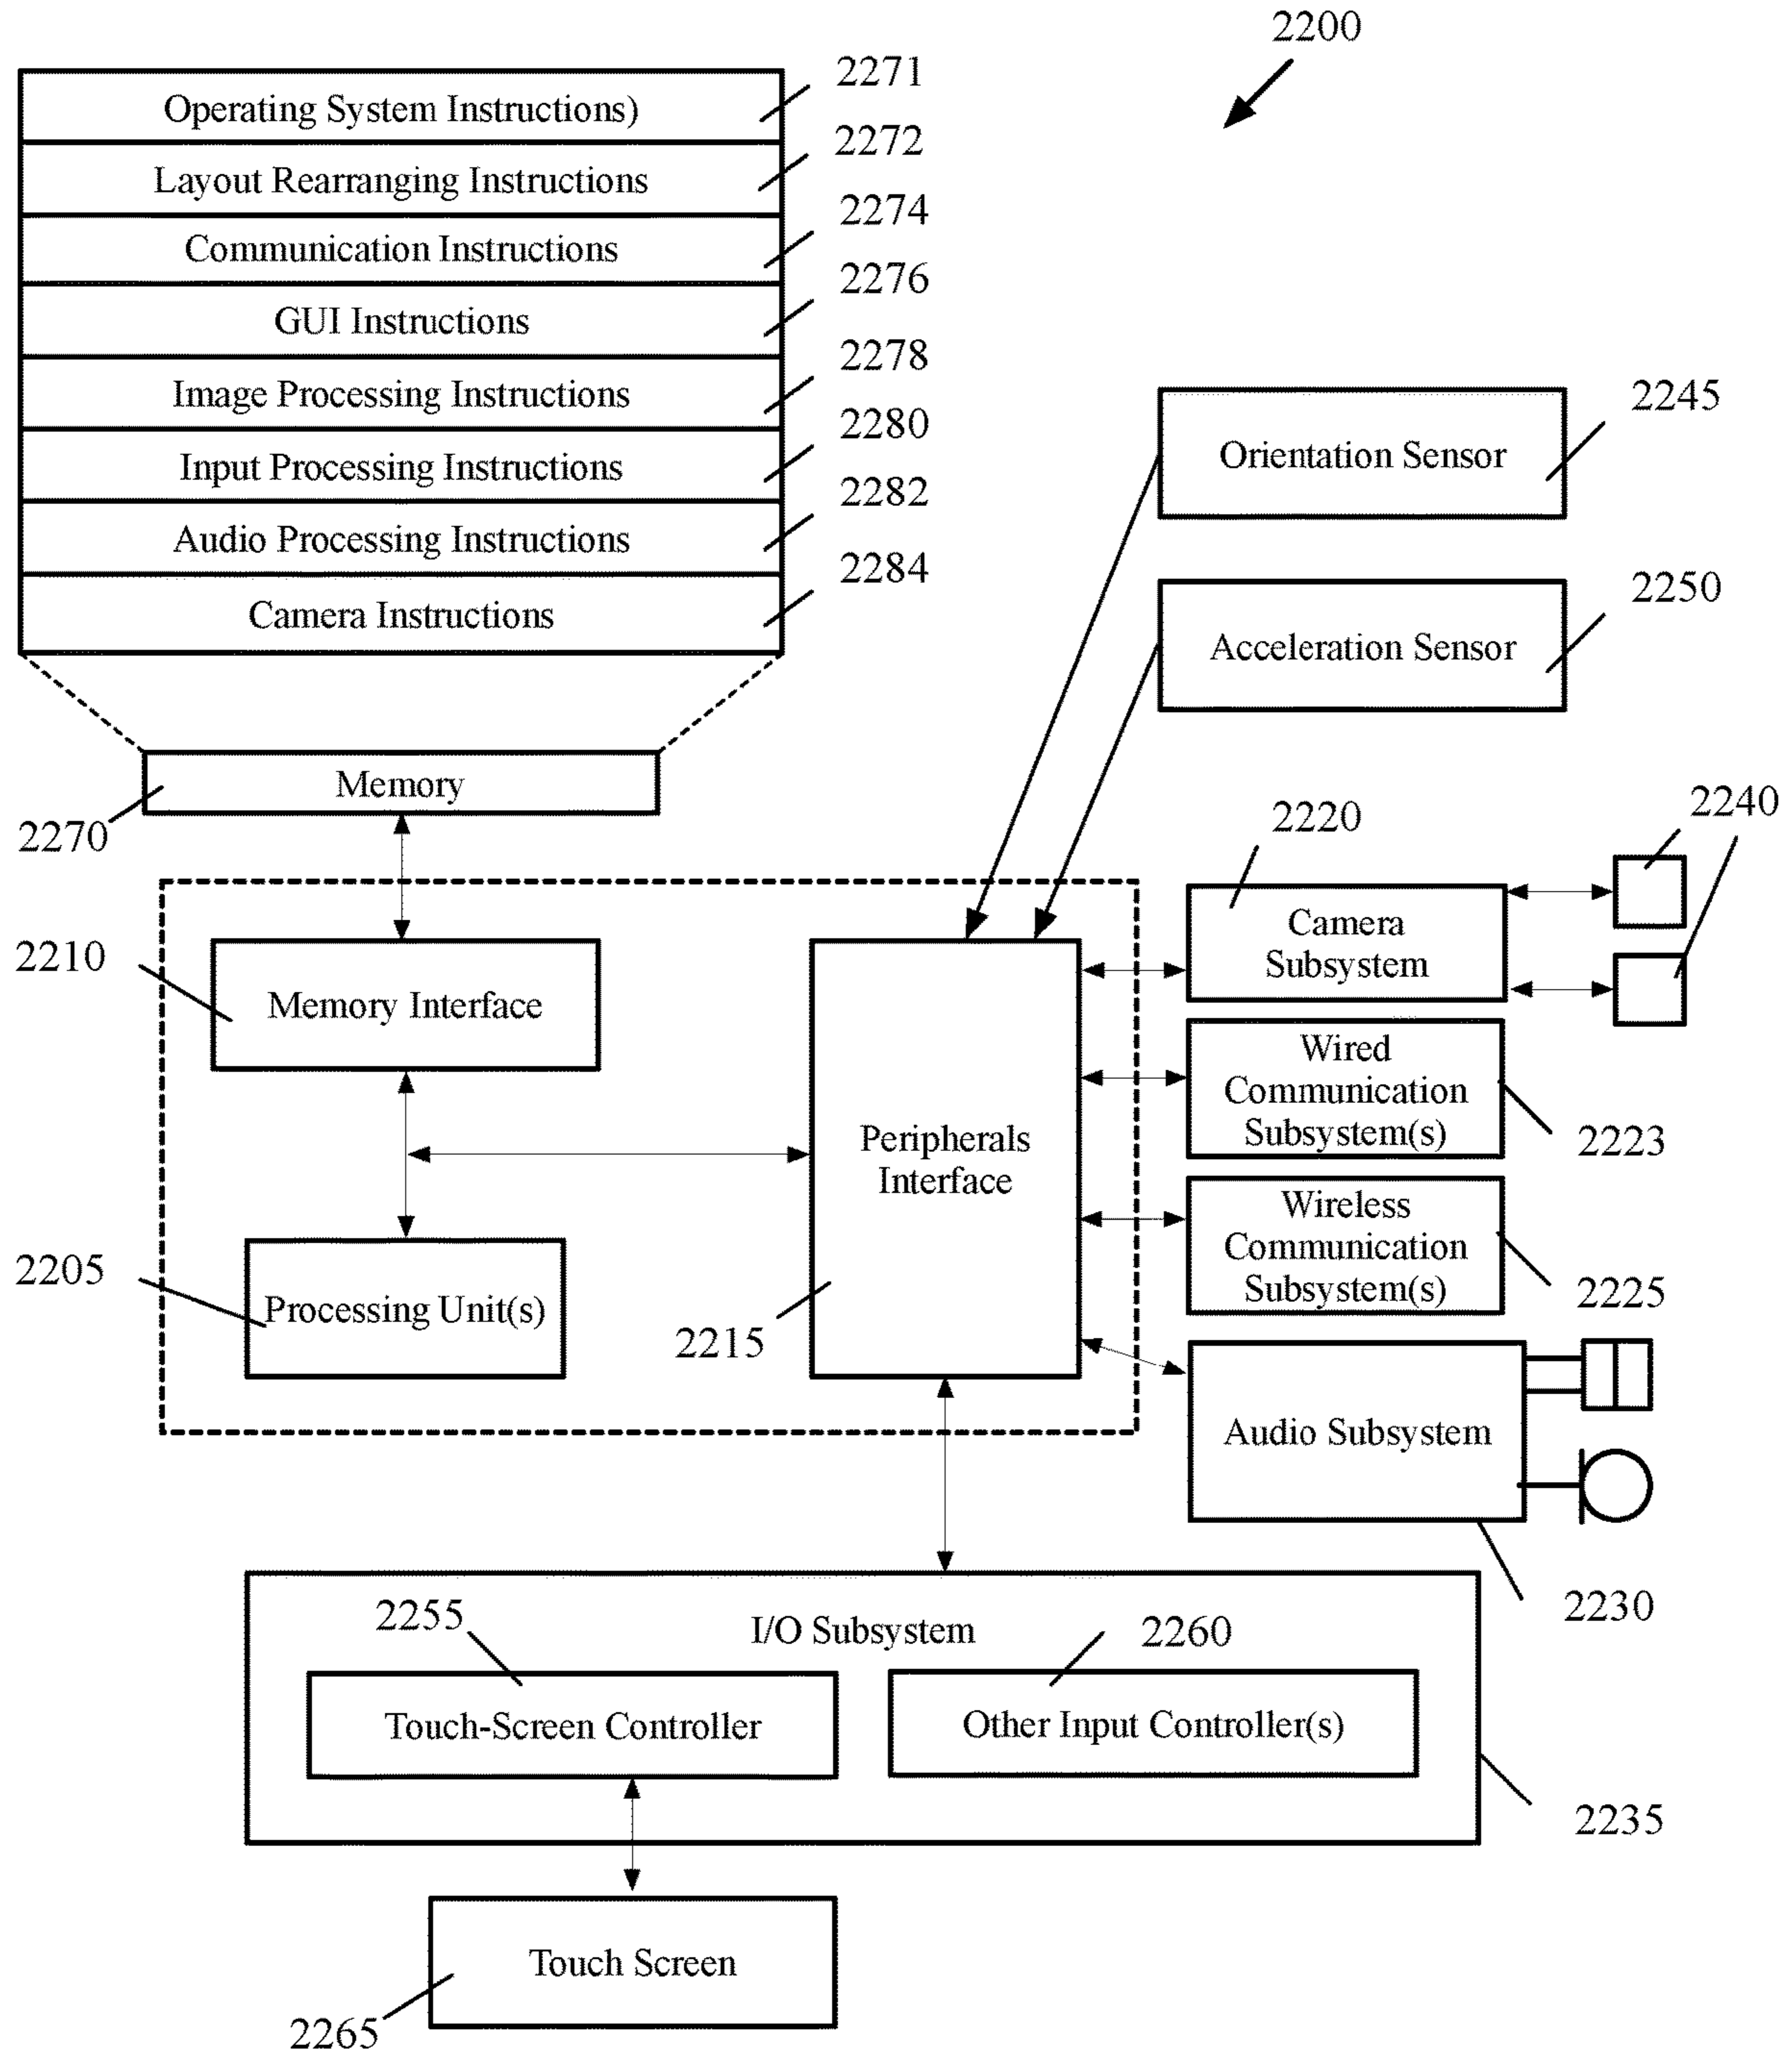 2200
2271
Operating System Instructions)
2272
Layout Rearranging Instructions
2274
Communication Instructions
2276
GUI Instructions
2278
Image Processing Instructions
2280
Input Processing Instructions
2282
Audio Processing Instructions
2284
Camera Instructions
2245
Orientation Sensor
2250
Acceleration Sensor
Memory
2270
2220
2240
Camera
Subsystem
2210
Memory Interface
Wired
Communication
Subsystem(s)
2223
Peripherals
Interface
Wireless
Communication
Subsystem(s)
2225
2205
Processing Unit(s)
2215
Audio Subsystem
2230
I/O Subsystem
2255
2260
Touch-Screen Controller
Other Input Controller(s)
2235
Touch Screen
2265